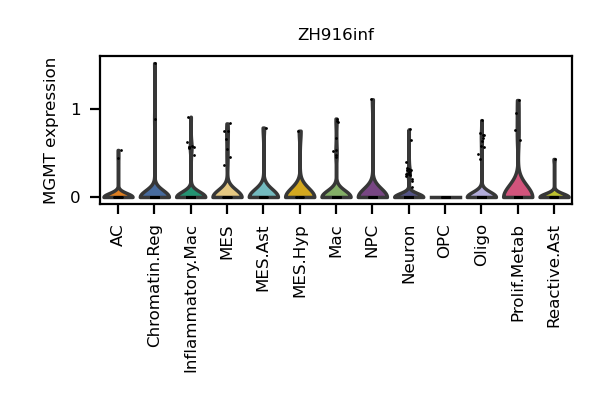 ZH916inf
MGMT expression
1
0
AC
Chromatin.Reg
Inflammatory.Mac
MES
MES.Ast
MES.Hyp
Mac
NPC
Neuron
OPC
Oligo
Prolif.Metab
Reactive.Ast